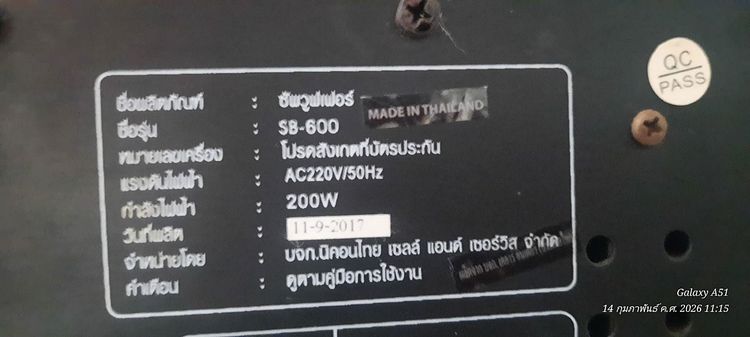 QC
PASS
ชื่อผลิตภัณฑ์ : ซัพวูฟเฟอร์ MADE IN THAILAND
ชื่อรุ่น : SB-600
หมายเลขเครื่อง : โปรดสังเกตที่บัตรประกัน
แรงดันไฟฟ้า : AC220V/50Hz
กำลังไฟฟ้า : 200W
วันที่ผลิต : 11-9-2017
จำหน่ายโดย : บจก.นิคอนไทย เซลล์ แอนด์ เซอร์วิส จำกัด
คำเตือน : ดูตามคู่มือการใช้งาน
Galaxy A51
14 กุมภาพันธ์ ค.ศ. 2026 11:15